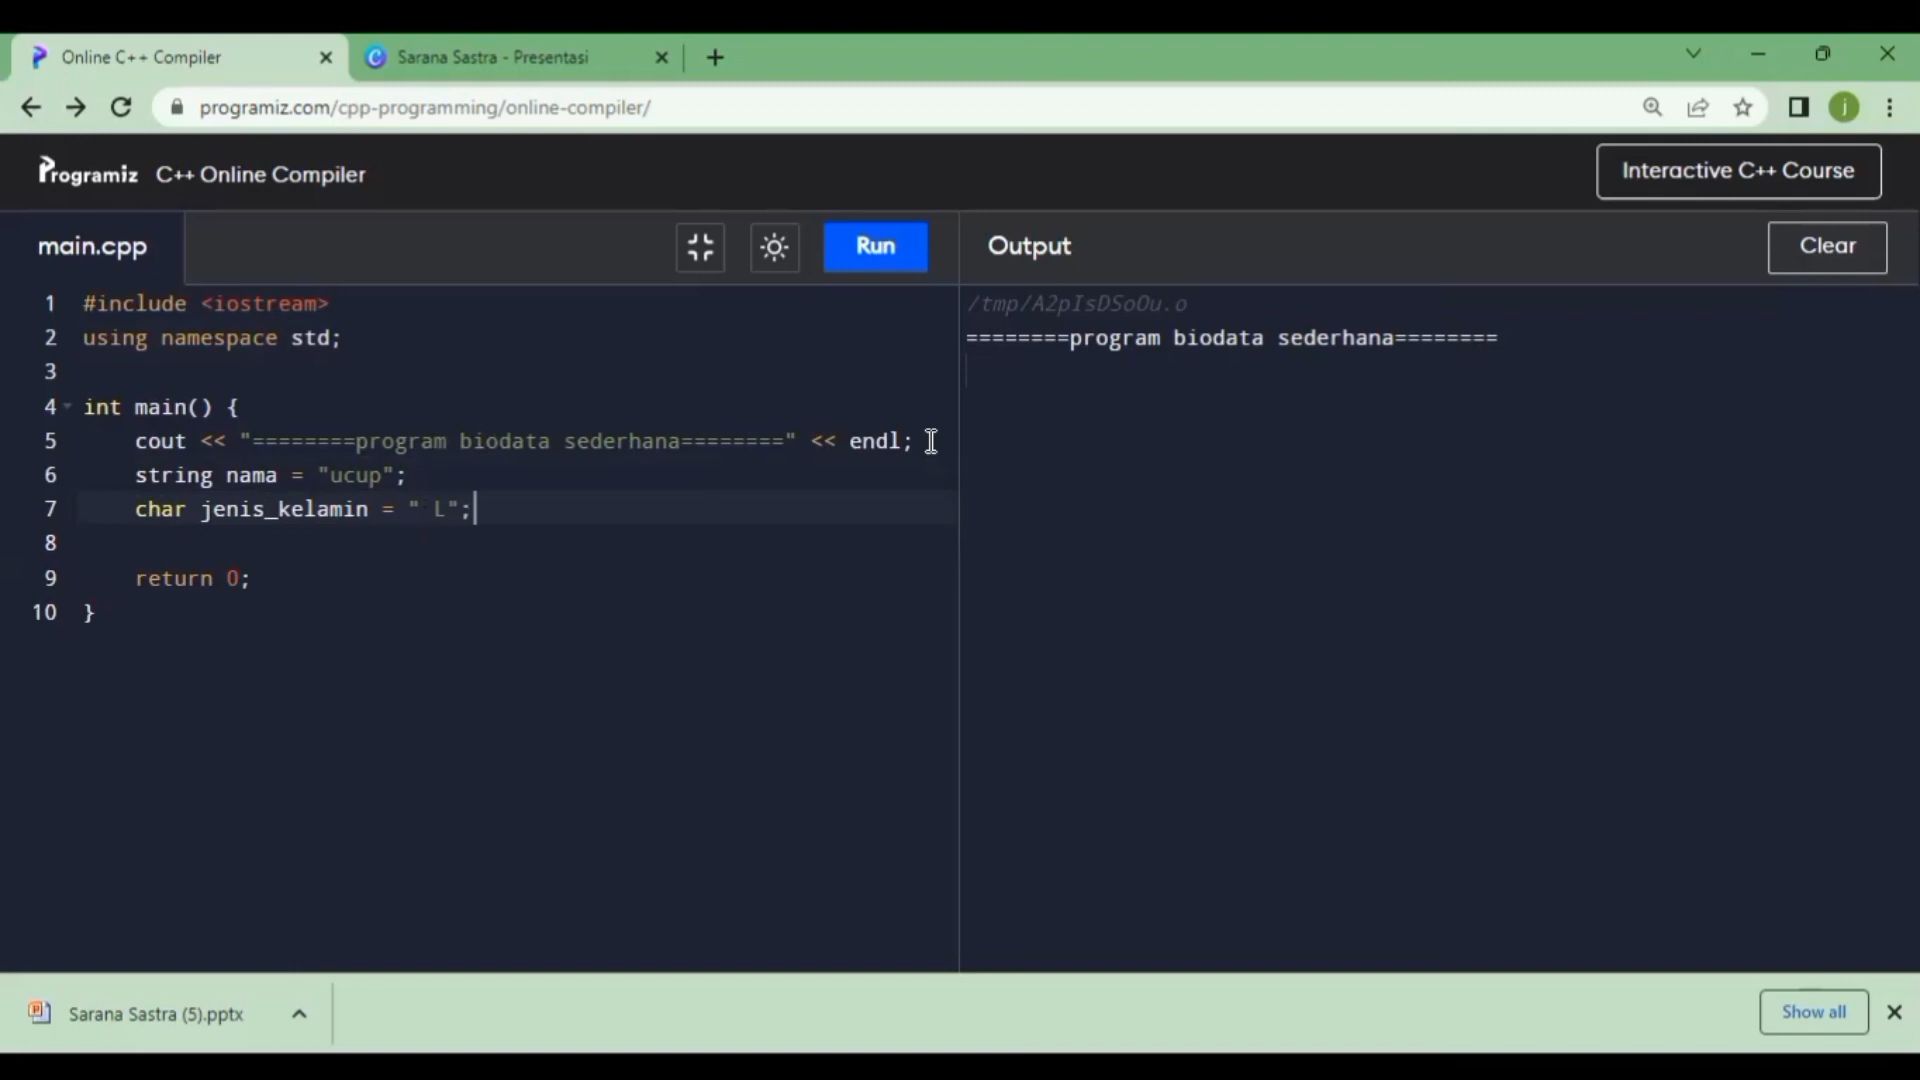 Online C++ Compiler
Sarana Sastra - Presentasi
programiz.com/cpp-programming/online-compiler/
j
Programiz C++ Online Compiler
Interactive C++ Course
main.cpp
Run
Output
Clear
1 #include <iostream>
2 using namespace std;
3
4 int main() {
5 cout << "========program biodata sederhana========" << endl;
6 string nama = "ucup";
7 char jenis_kelamin = " L";
8
9 return 0;
10 }
/tmp/A2pIsDSoOu.o
========program biodata sederhana========
Sarana Sastra (5).pptx
Show all